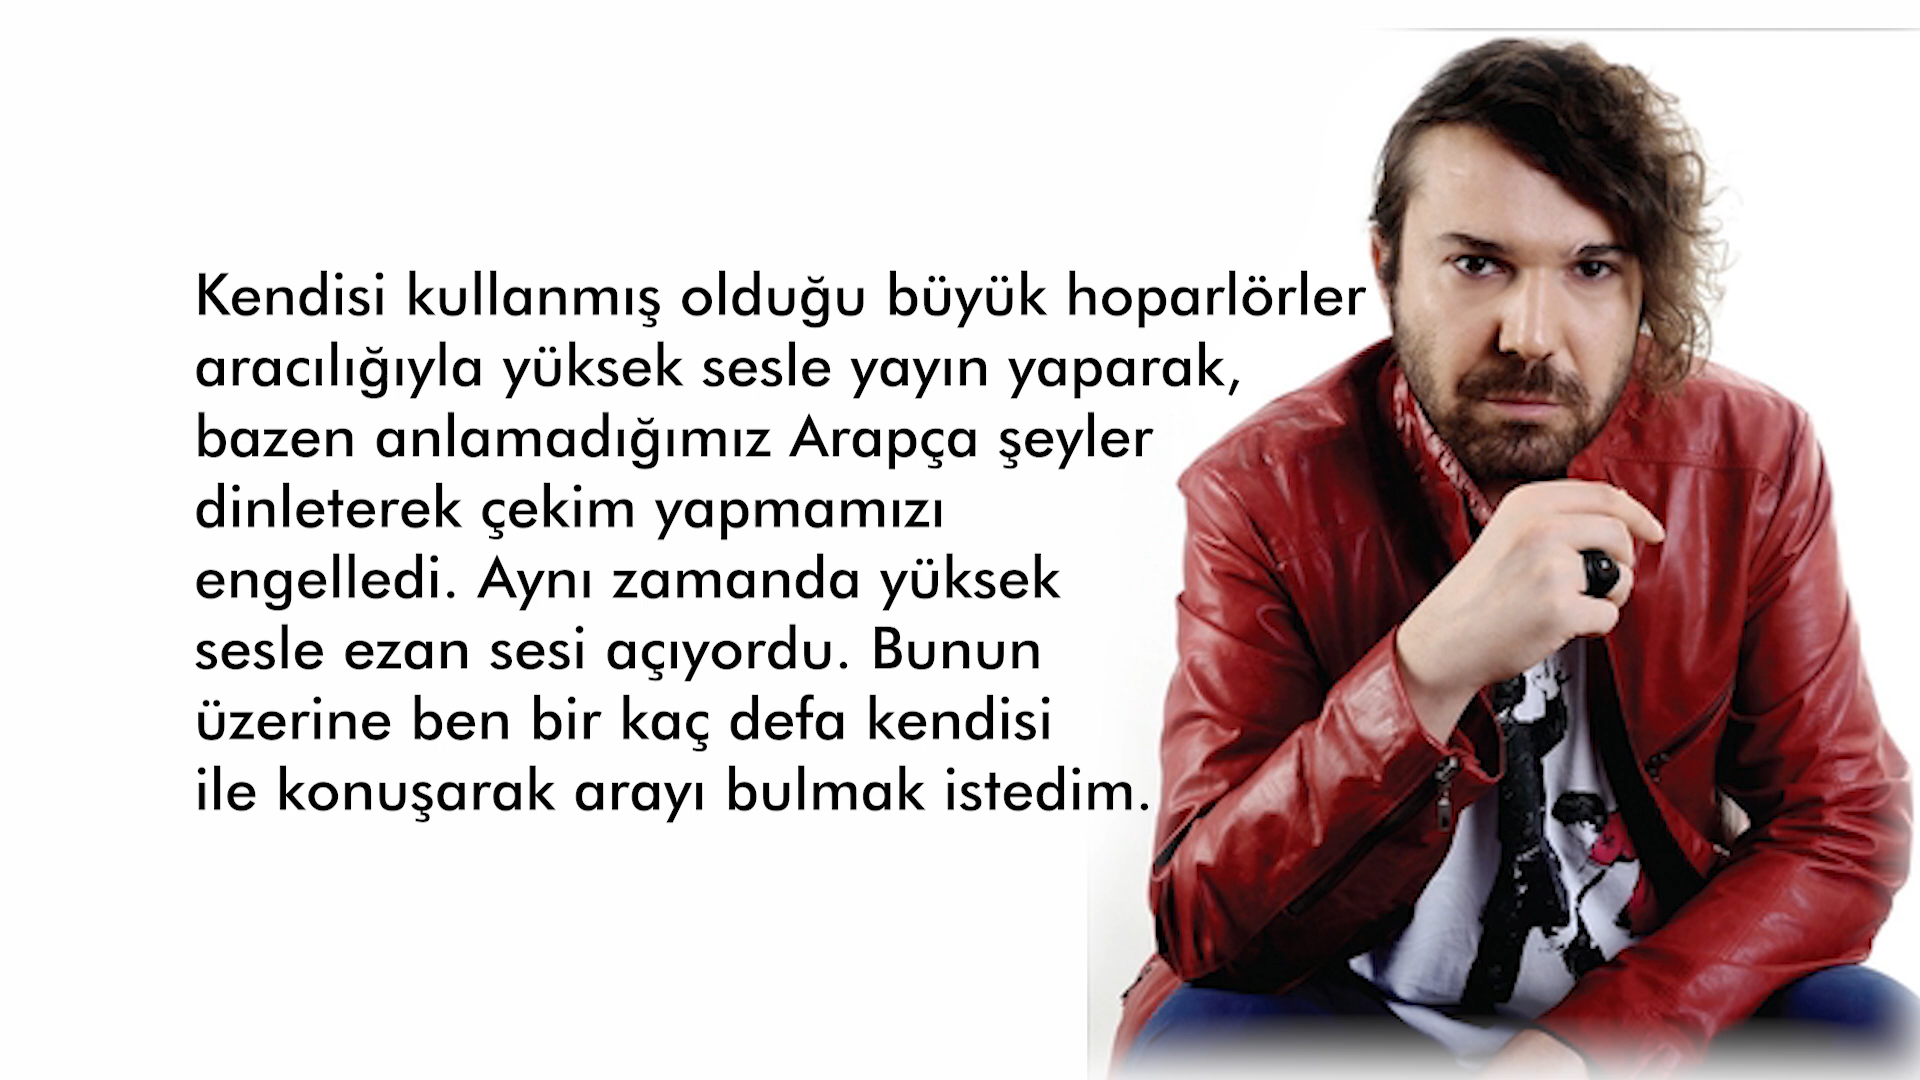 Kendisi kullanmış olduğu büyük hoparlörler
aracılığıyla yüksek sesle yayın yaparak,
bazen anlamadığımız Arapça şeyler
dinleterek çekim yapmamızı
engelledi. Aynı zamanda yüksek
sesle ezan sesi açıyordu. Bunun
üzerine ben bir kaç defa kendisi
ile konuşarak arayı bulmak istedim.